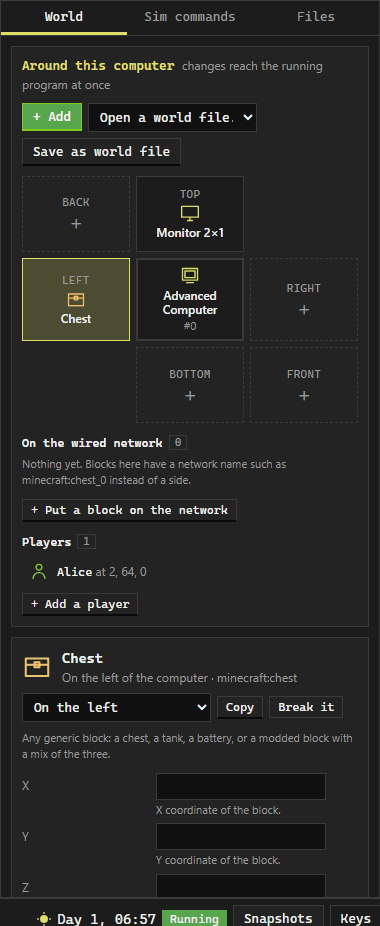 World Sim commands Files
Around this computer changes reach the running
program at once
+ Add Open a world file.
Save as world file
BACK
+
TOP
Monitor 2×1
LEFT
Chest
Advanced
Computer
#0
RIGHT
+
BOTTOM
+
FRONT
+
On the wired network 0
Nothing yet. Blocks here have a network name such as
minecraft:chest_0 instead of a side.
+ Put a block on the network
Players 1
Alice at 2, 64, 0
+ Add a player
Chest
On the left of the computer · minecraft:chest
On the left Copy Break it
Any generic block: a chest, a tank, a battery, or a modded block with
a mix of the three.
X
X coordinate of the block.
Y
Y coordinate of the block.
Z
Day 1, 06:57 Running Snapshots Keys